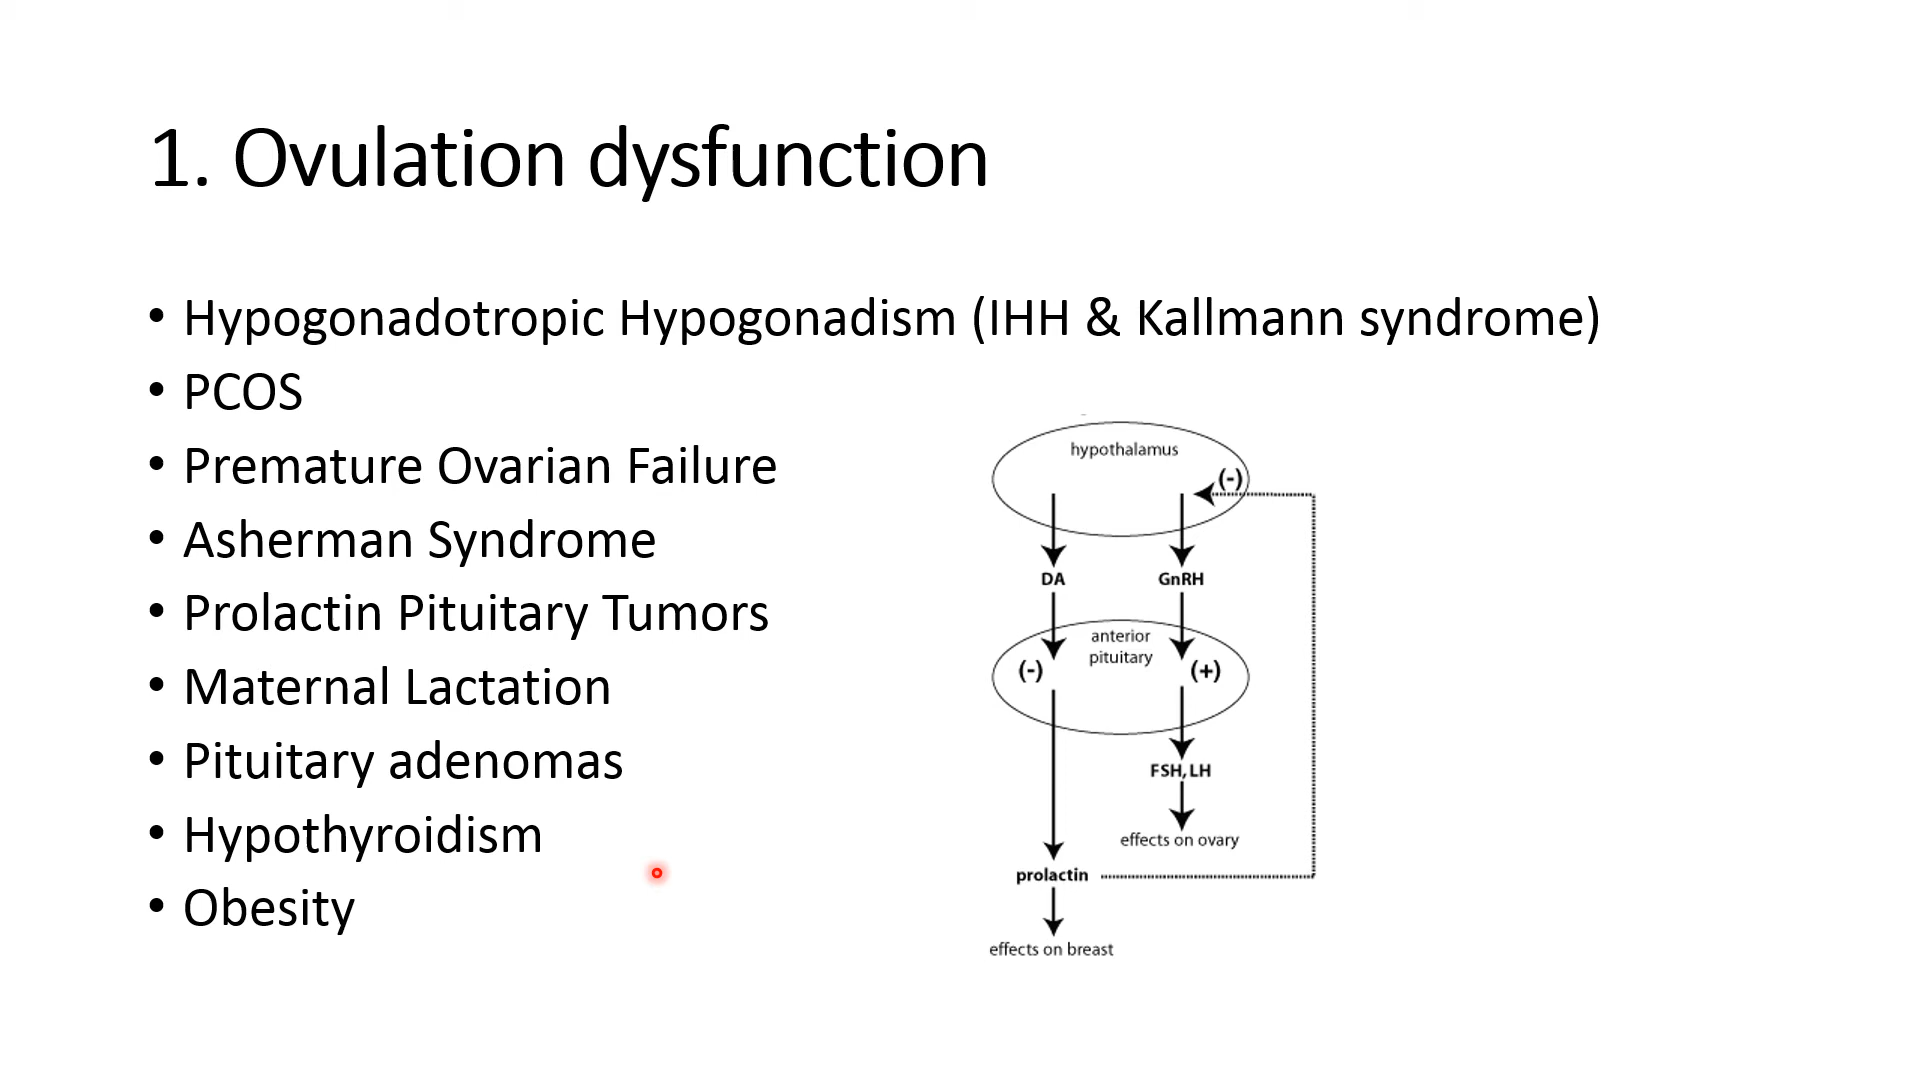 1. Ovulation dysfunction
• Hypogonadotropic Hypogonadism (IHH & Kallmann syndrome)
• PCOS
• Premature Ovarian Failure
• Asherman Syndrome
• Prolactin Pituitary Tumors
• Maternal Lactation
• Pituitary adenomas
• Hypothyroidism
• Obesity
hypothalamus
(-)
DA
GnRH
anterior
pituitary
(-)
(+)
FSH, LH
effects on ovary
prolactin
effects on breast